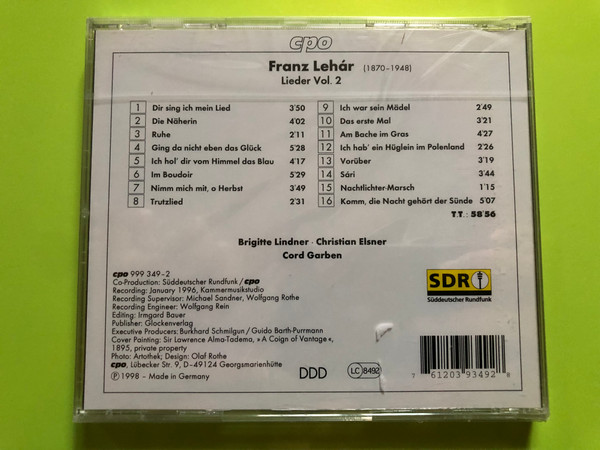 cpo
Franz Lehár (1870–1948)
Lieder Vol. 2
1 Dir sing ich mein Lied 3'50
2 Die Näherin 4'02
3 Ruhe 2'11
4 Ging da nicht eben das Glück 5'28
5 Ich hol' dir vom Himmel das Blau 4'17
6 Im Boudoir 5'29
7 Nimm mich mit, o Herbst 3'49
8 Trutzlied 2'31
9 Ich war sein Mädel 2'49
10 Das erste Mal 3'21
11 Am Bache im Gras 4'27
12 Ich hab' ein Hüglein im Polenland 2'26
13 Vorüber 3'19
14 Sári 3'44
15 Nachtlichter-Marsch 1'15
16 Komm, die Nacht gehört der Sünde 5'07
T.T.: 58'56
Brigitte Lindner · Christian Elsner
Cord Garben
cpo 999 349–2
Co-Production: Süddeutscher Rundfunk / cpo
Recording: January 1996, Kammermusikstudio
Recording Supervisor: Michael Sandner, Wolfgang Rothe
Recording Engineer: Wolfgang Rein
Editing: Irmgard Bauer
Publisher: Glockenverlag
Executive Producers: Burkhard Schmilgun / Guido Barth-Purrmann
Cover Painting: Sir Lawrence Alma-Tadema, »A Coign of Vantage«,
1895, private property
Photo: Artothek; Design: Olaf Rothe
cpo, Lübecker Str. 9, D–49124 Georgsmarienhütte
Ⓟ 1998 – Made in Germany
DDD
LC 8492
SDR
Süddeutscher Rundfunk
7 61203 93492 8